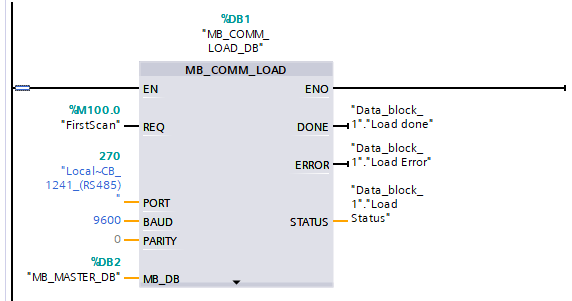 %DB1
"MB_COMM_
LOAD_DB"
MB_COMM_LOAD
EN ENO
%M100.0
"FirstScan" REQ
"Data_block_
DONE 1"."Load done"
"Data_block_
ERROR 1"."Load Error"
270
"Local~CB_
1241_(RS485)
" PORT
"Data_block_
1"."Load
STATUS Status"
9600 BAUD
0 PARITY
%DB2
"MB_MASTER_DB" MB_DB